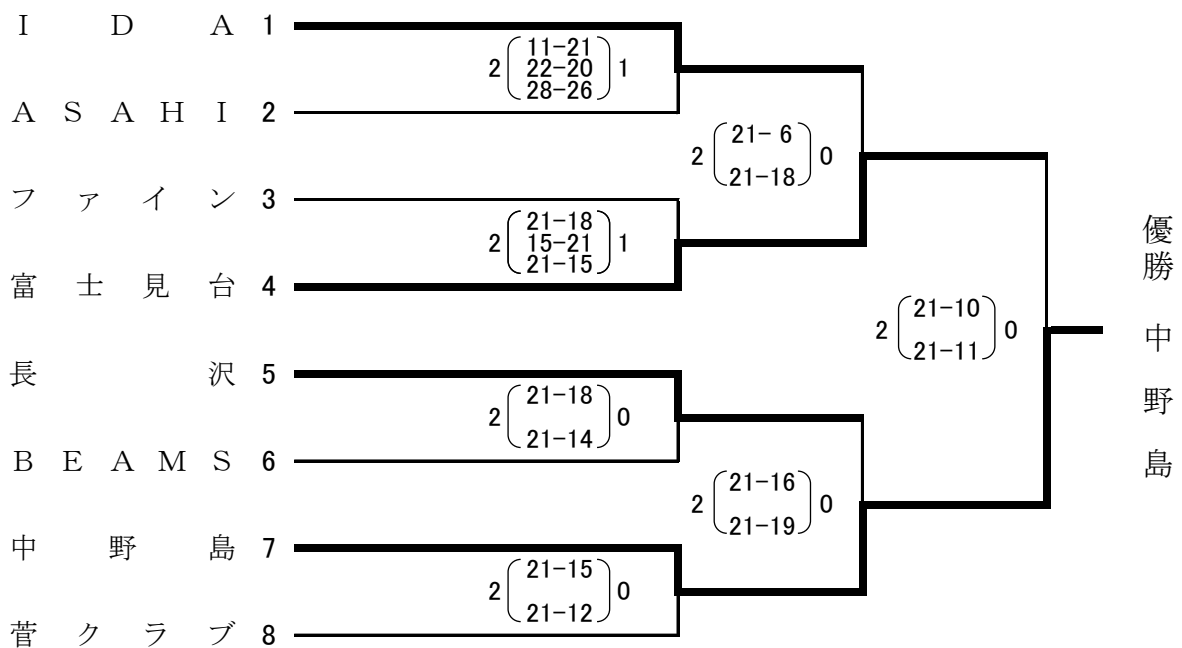 ＩＤＡ 1
2 11-21 1
22-20
28-26
ＡＳＡＨＩ 2
2 21- 6 0
21-18
ファイン 3
2 21-18 1
15-21
21-15
富士見台 4
2 21-10 0
21-11
長沢 5
2 21-18 0
21-14
ＢＥＡＭＳ 6
2 21-16 0
21-19
中野島 7
2 21-15 0
21-12
菅クラブ 8
優勝 中野島